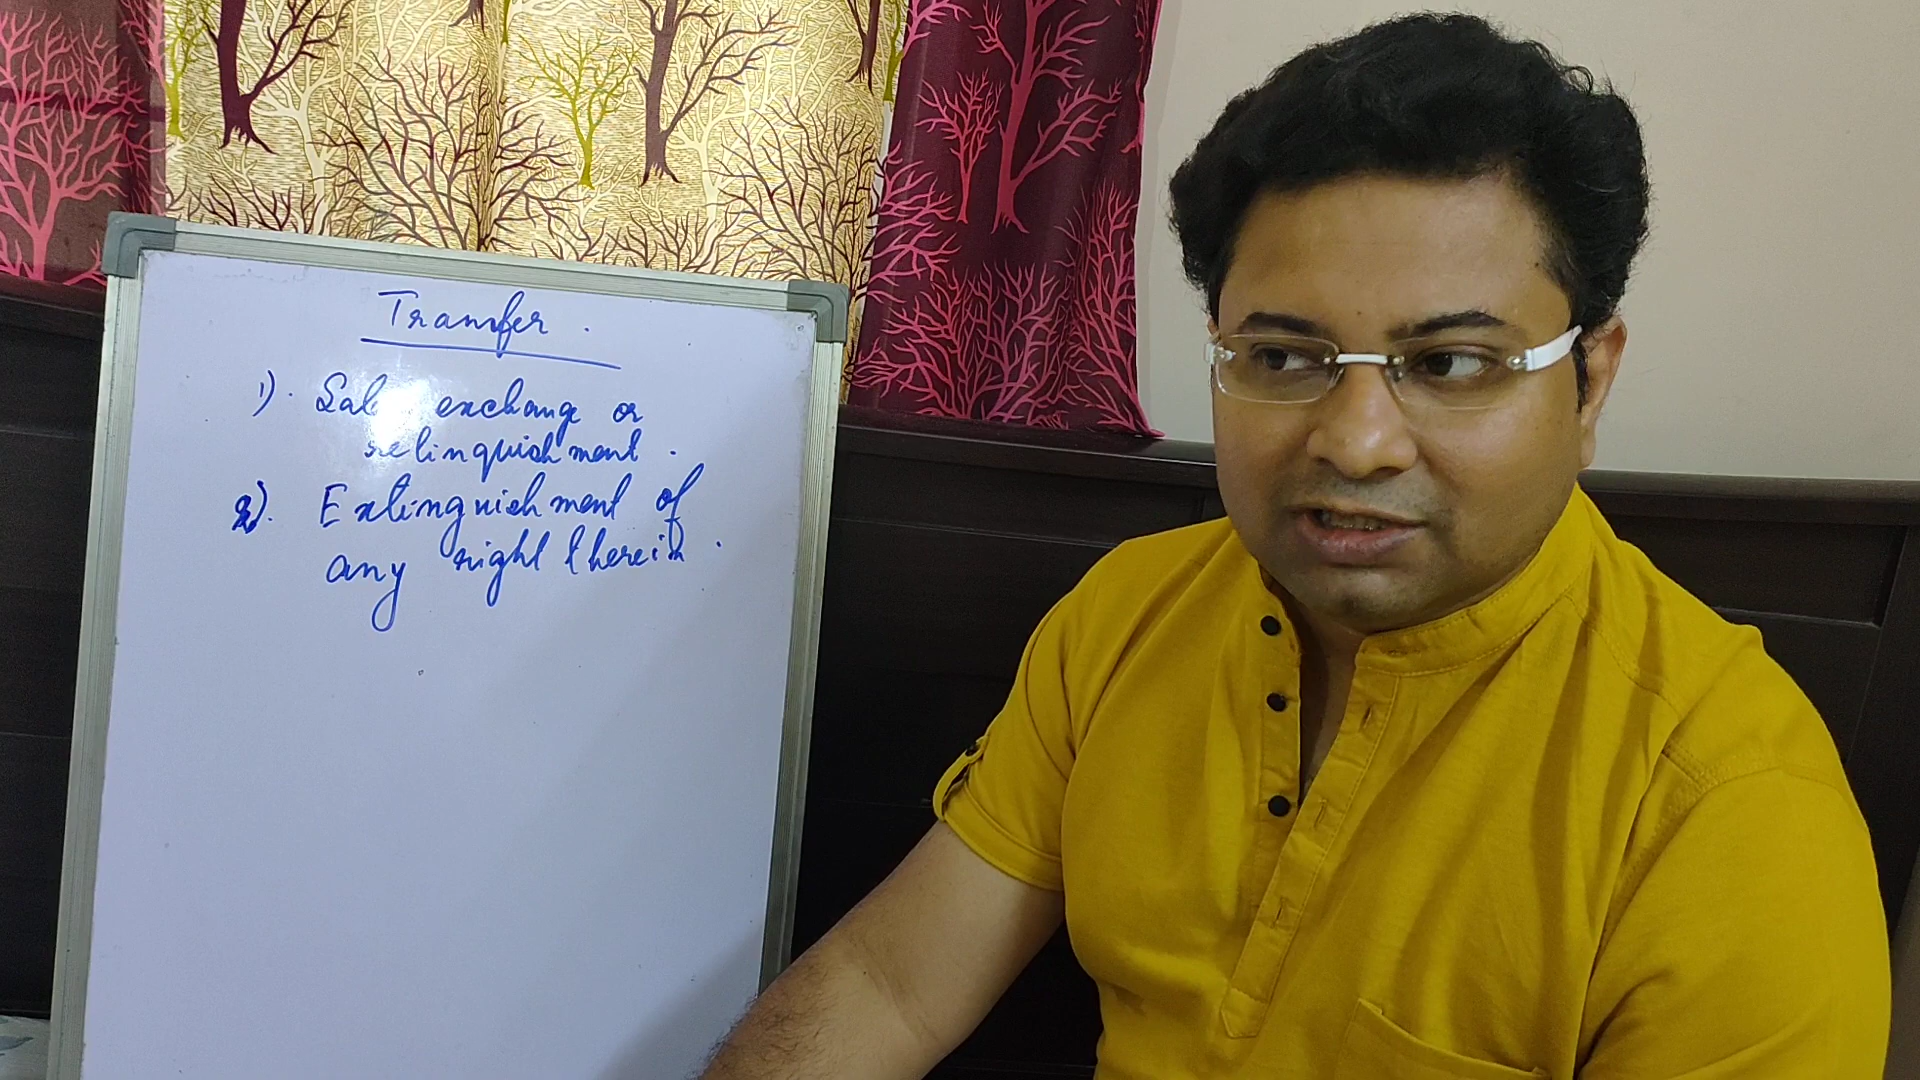 Transfer.
1). Sale exchange or
relinquishment.
2). Extinguishment of
any right therein.